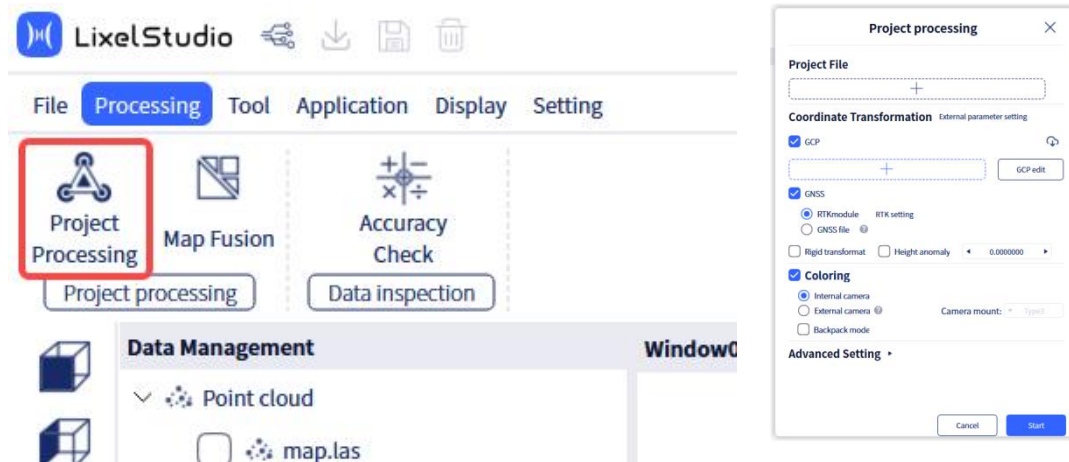 LixelStudio
File Processing Tool Application Display Setting
Project Processing
Map Fusion
Accuracy Check
Project processing
Data inspection
Data Management
Window0
Point cloud
map.las
Project processing
Project File
Coordinate Transformation External parameter setting
GCP
GCP edit
GNSS
RTKmodule RTK setting
GNSS file
Rigid transformat Height anomaly 0.0000000
Coloring
Internal camera
External camera Camera mount: Type3
Backpack mode
Advanced Setting
Cancel Start